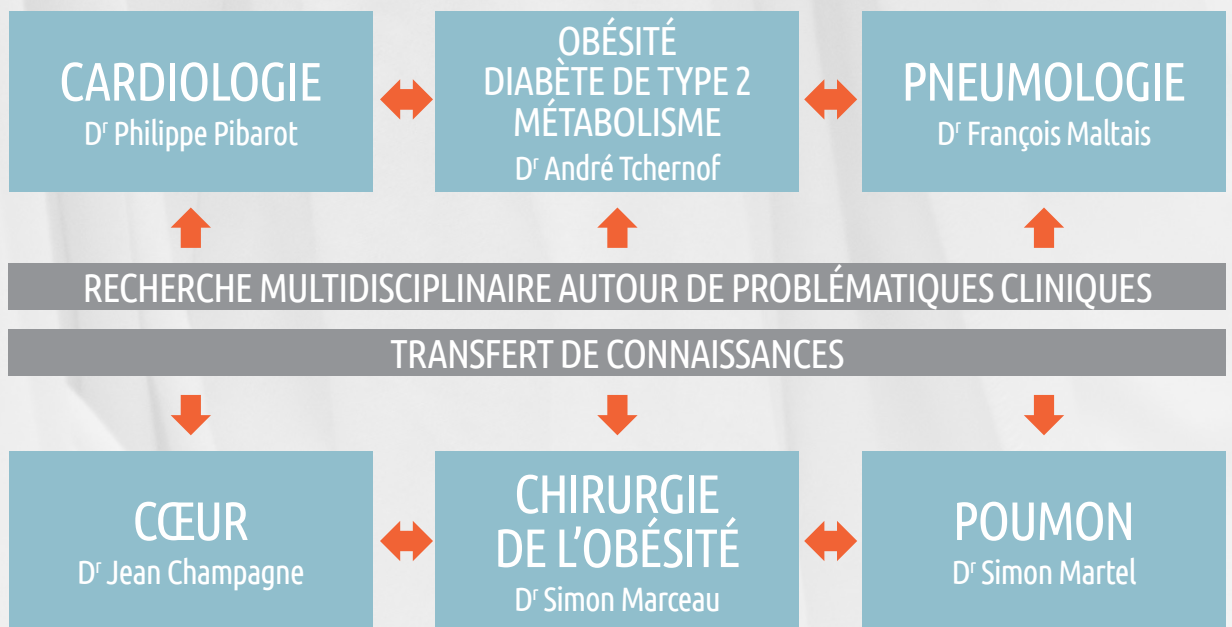 CARDIOLOGIE
Dʳ Philippe Pibarot
OBÉSITÉ
DIABÈTE DE TYPE 2
MÉTABOLISME
Dʳ André Tchernof
PNEUMOLOGIE
Dʳ François Maltais
RECHERCHE MULTIDISCIPLINAIRE AUTOUR DE PROBLÉMATIQUES CLINIQUES
TRANSFERT DE CONNAISSANCES
CŒUR
Dʳ Jean Champagne
CHIRURGIE
DE L’OBÉSITÉ
Dʳ Simon Marceau
POUMON
Dʳ Simon Martel